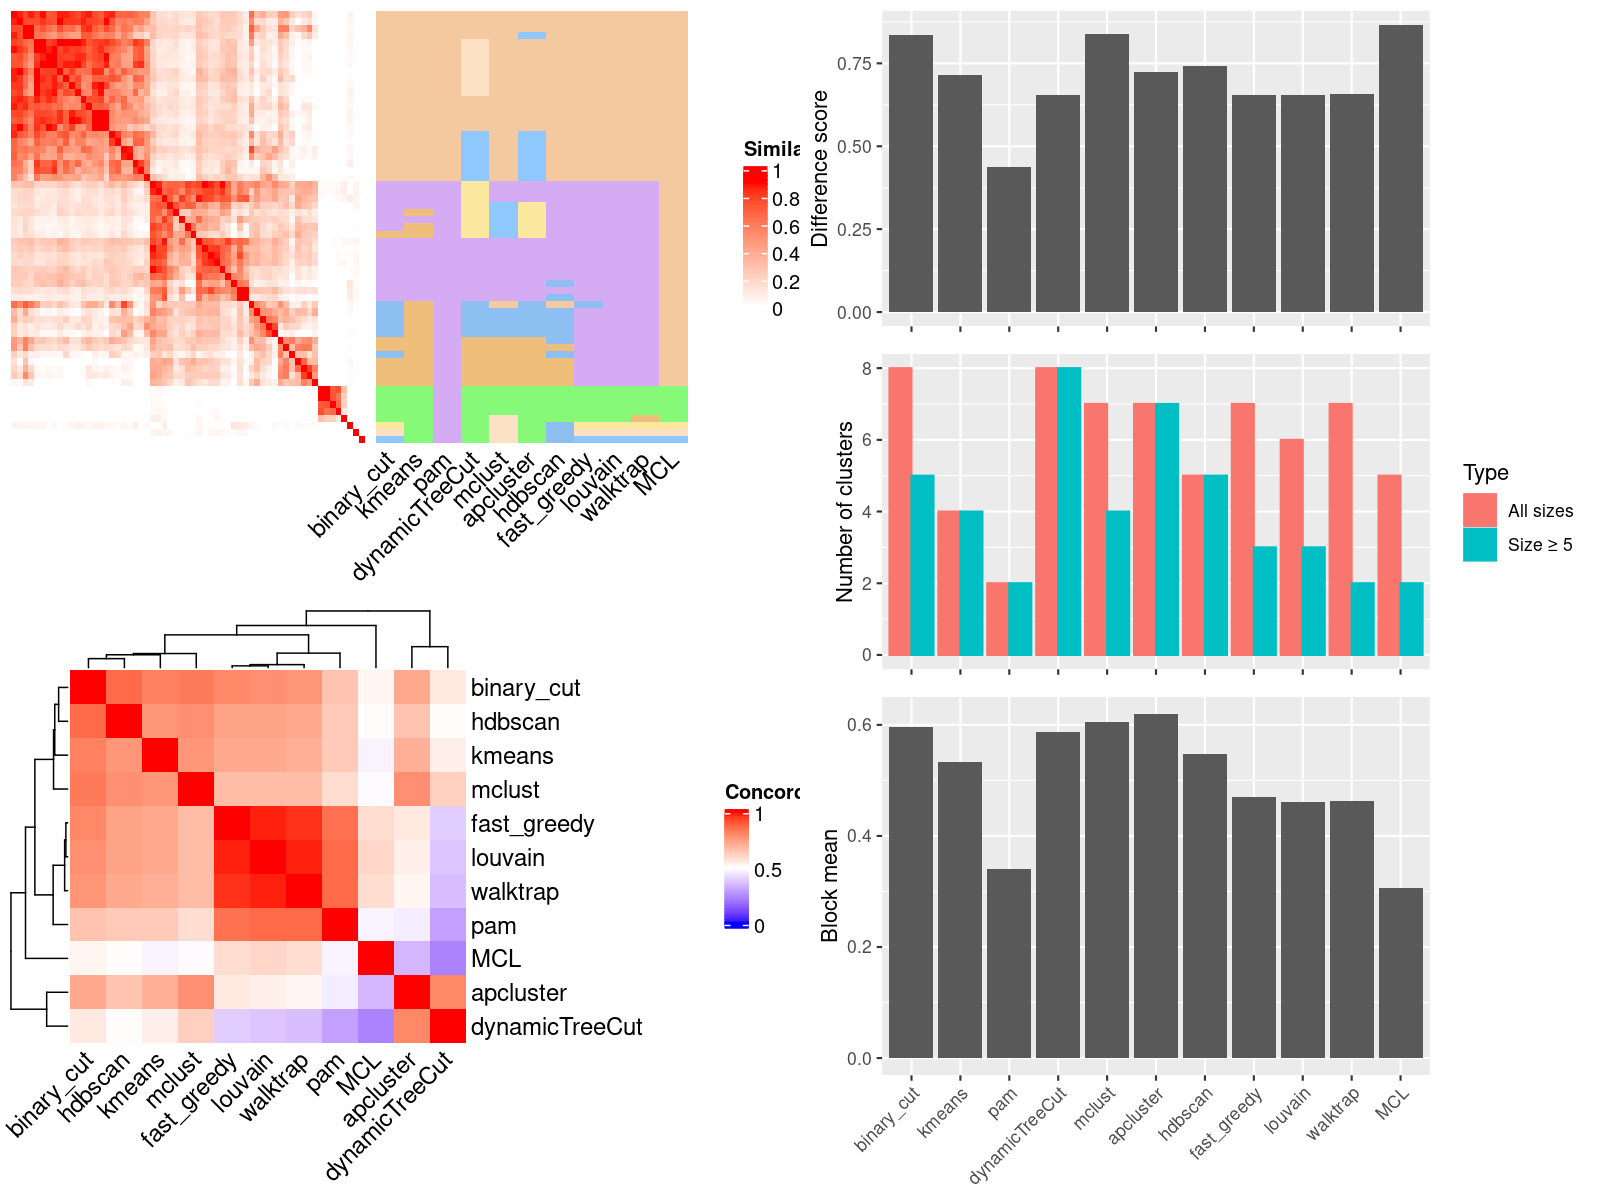 Simila
1
0.8
0.6
0.4
0.2
0
binary_cut
kmeans
pam
dynamicTreeCut
mclust
apcluster
hdbscan
fast_greedy
louvain
walktrap
MCL
Difference score
0.75
0.50
0.25
0.00
Number of clusters
8
6
4
2
0
Type
All sizes
Size ≥ 5
binary_cut
hdbscan
kmeans
mclust
fast_greedy
louvain
walktrap
pam
MCL
apcluster
dynamicTreeCut
binary_cut
hdbscan
kmeans
mclust
fast_greedy
louvain
walktrap
pam
MCL
apcluster
dynamicTreeCut
Concord
1
0.5
0
Block mean
0.6
0.4
0.2
0.0
binary_cut
kmeans
pam
dynamicTreeCut
mclust
apcluster
hdbscan
fast_greedy
louvain
walktrap
MCL